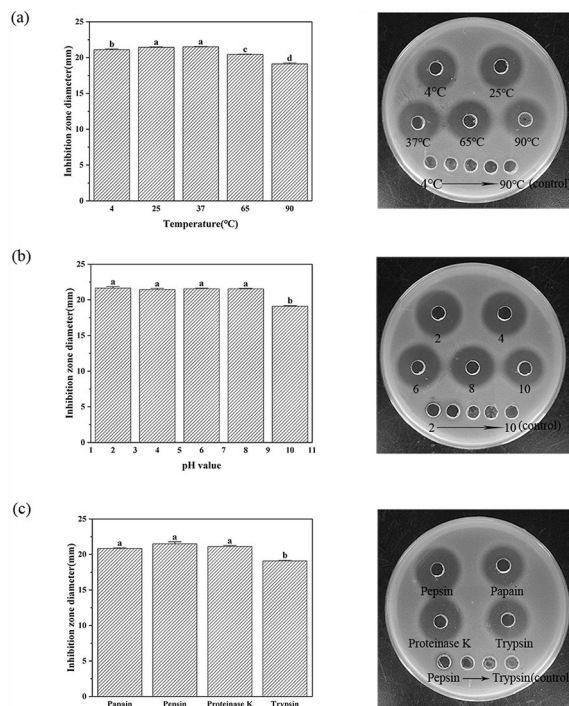 (a)
Inhibition zone diameter(mm)
25
20
15
10
5
0
b
a
a
c
d
4
25
37
65
90
Temperature(℃)
4℃
25℃
37℃
65℃
90℃
4℃
90℃
(control)
(b)
Inhibition zone diameter(mm)
25
20
15
10
5
0
a
a
a
a
b
1
2
3
4
5
6
7
8
9
10
11
pH value
2
4
6
8
10
2
10
(control)
(c)
Inhibition zone diameter(mm)
25
20
15
10
5
0
a
a
a
b
Papain
Pepsin
Proteinase K
Trypsin
Pepsin
Papain
Proteinase K
Trypsin
Pepsin
Trypsin(control)